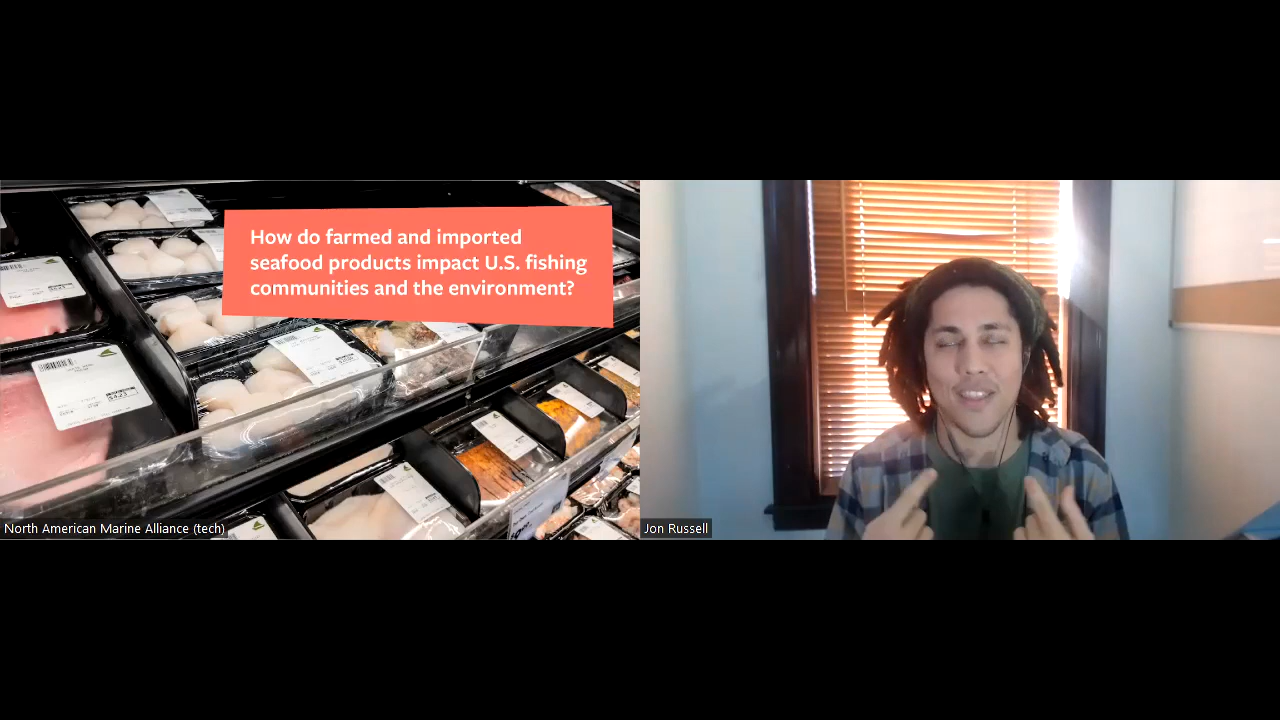 How do farmed and imported
seafood products impact U.S. fishing
communities and the environment?
North American Marine Alliance (tech)
Jon Russell